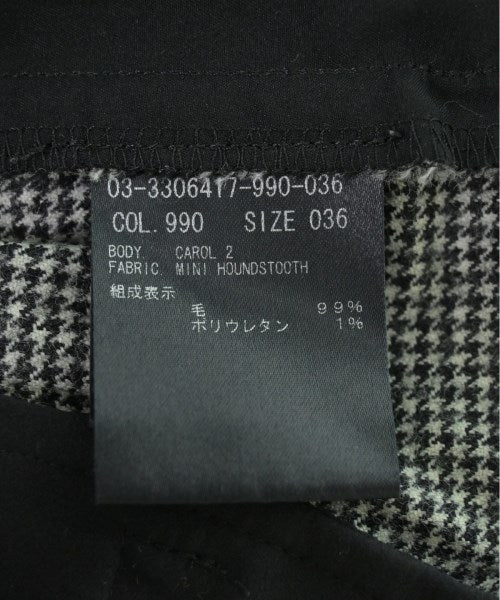 03-3306417-990-036
COL. 990 SIZE 036
BODY CAROL 2
FABRIC MINI HOUNDSTOOTH
組成表示
毛 99%
ポリウレタン 1%